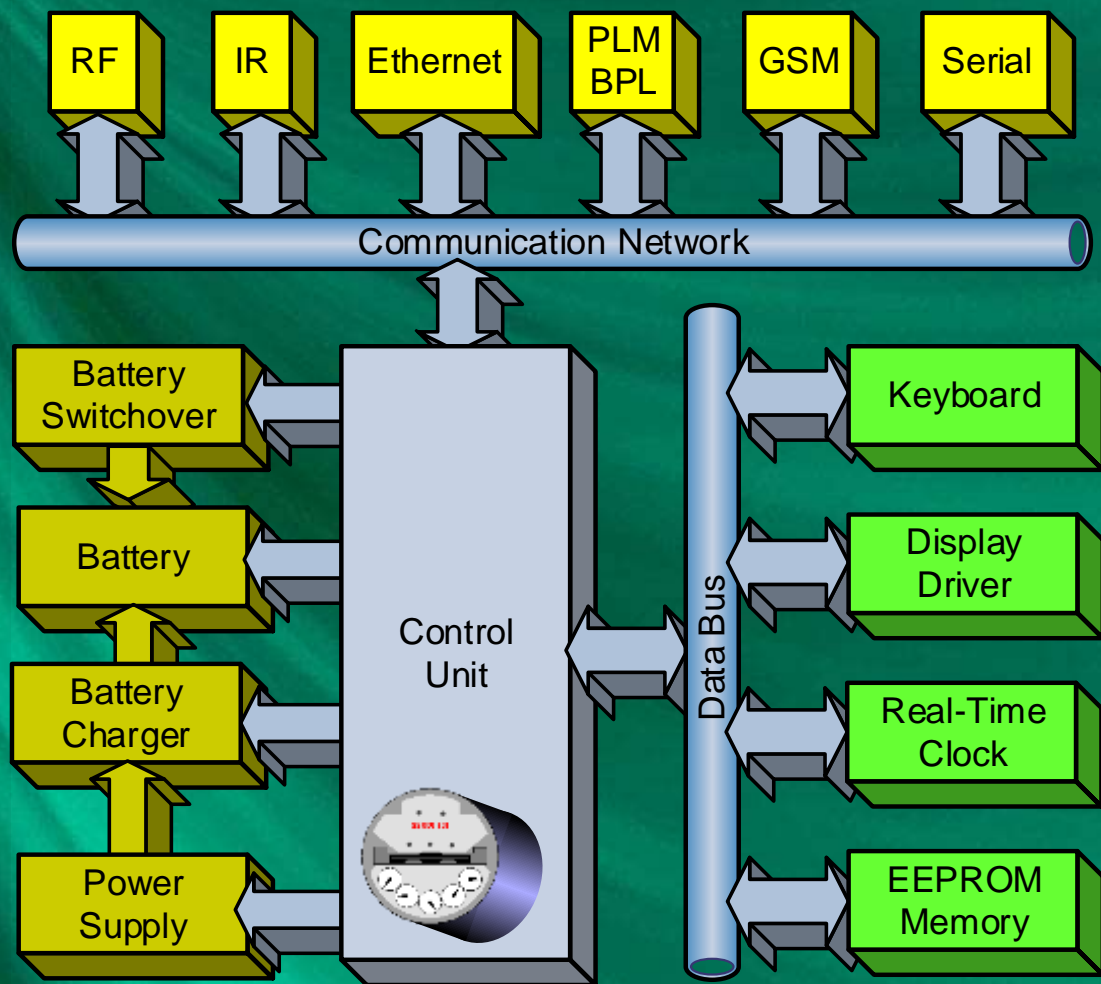 RF
IR
Ethernet
PLM
BPL
GSM
Serial
Communication Network
Battery
Switchover
Battery
Battery
Charger
Power
Supply
Control
Unit
Data Bus
Keyboard
Display
Driver
Real-Time
Clock
EEPROM
Memory